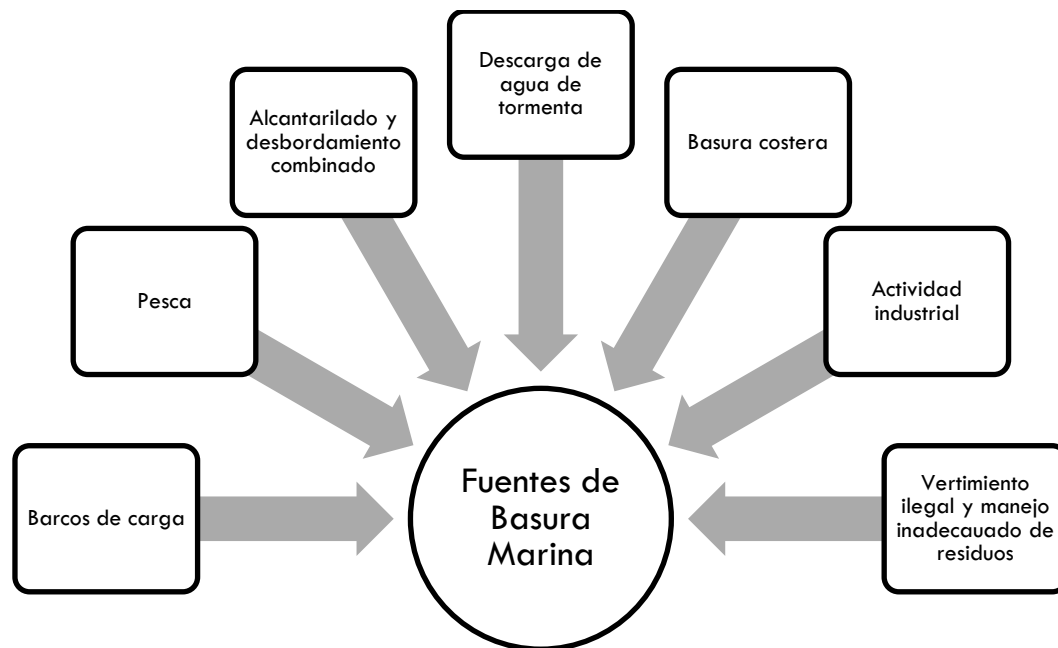 Descarga de
agua de
tormenta
Alcantarilado y
desbordamiento
combinado
Basura costera
Pesca
Actividad
industrial
Barcos de carga
Fuentes de
Basura
Marina
Vertimiento
ilegal y manejo
inadecauado de
residuos